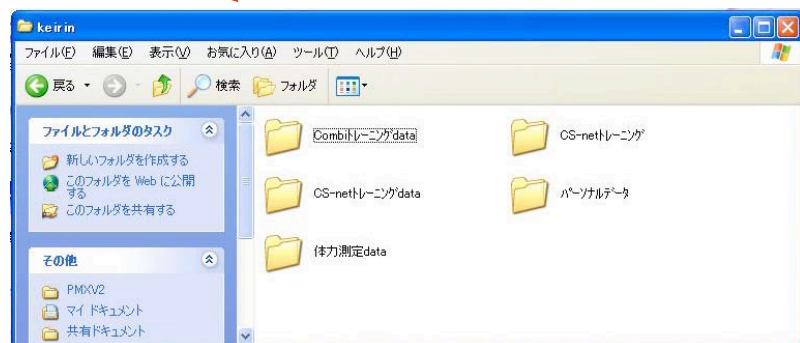 keirin
ファイル(F) 編集(E) 表示(V) お気に入り(A) ツール(T) ヘルプ(H)
戻る 検索 フォルダ
ファイルとフォルダのタスク
新しいフォルダを作成する
このフォルダを Web に公開
する
このフォルダを共有する
その他
PMXV2
マイ ドキュメント
共有ドキュメント
Combiﾄﾚｰﾆﾝｸﾞdata
CS-netﾄﾚｰﾆﾝｸﾞ
CS-netﾄﾚｰﾆﾝｸﾞdata
ﾊﾟｰｿﾅﾙﾃﾞｰﾀ
体力測定data